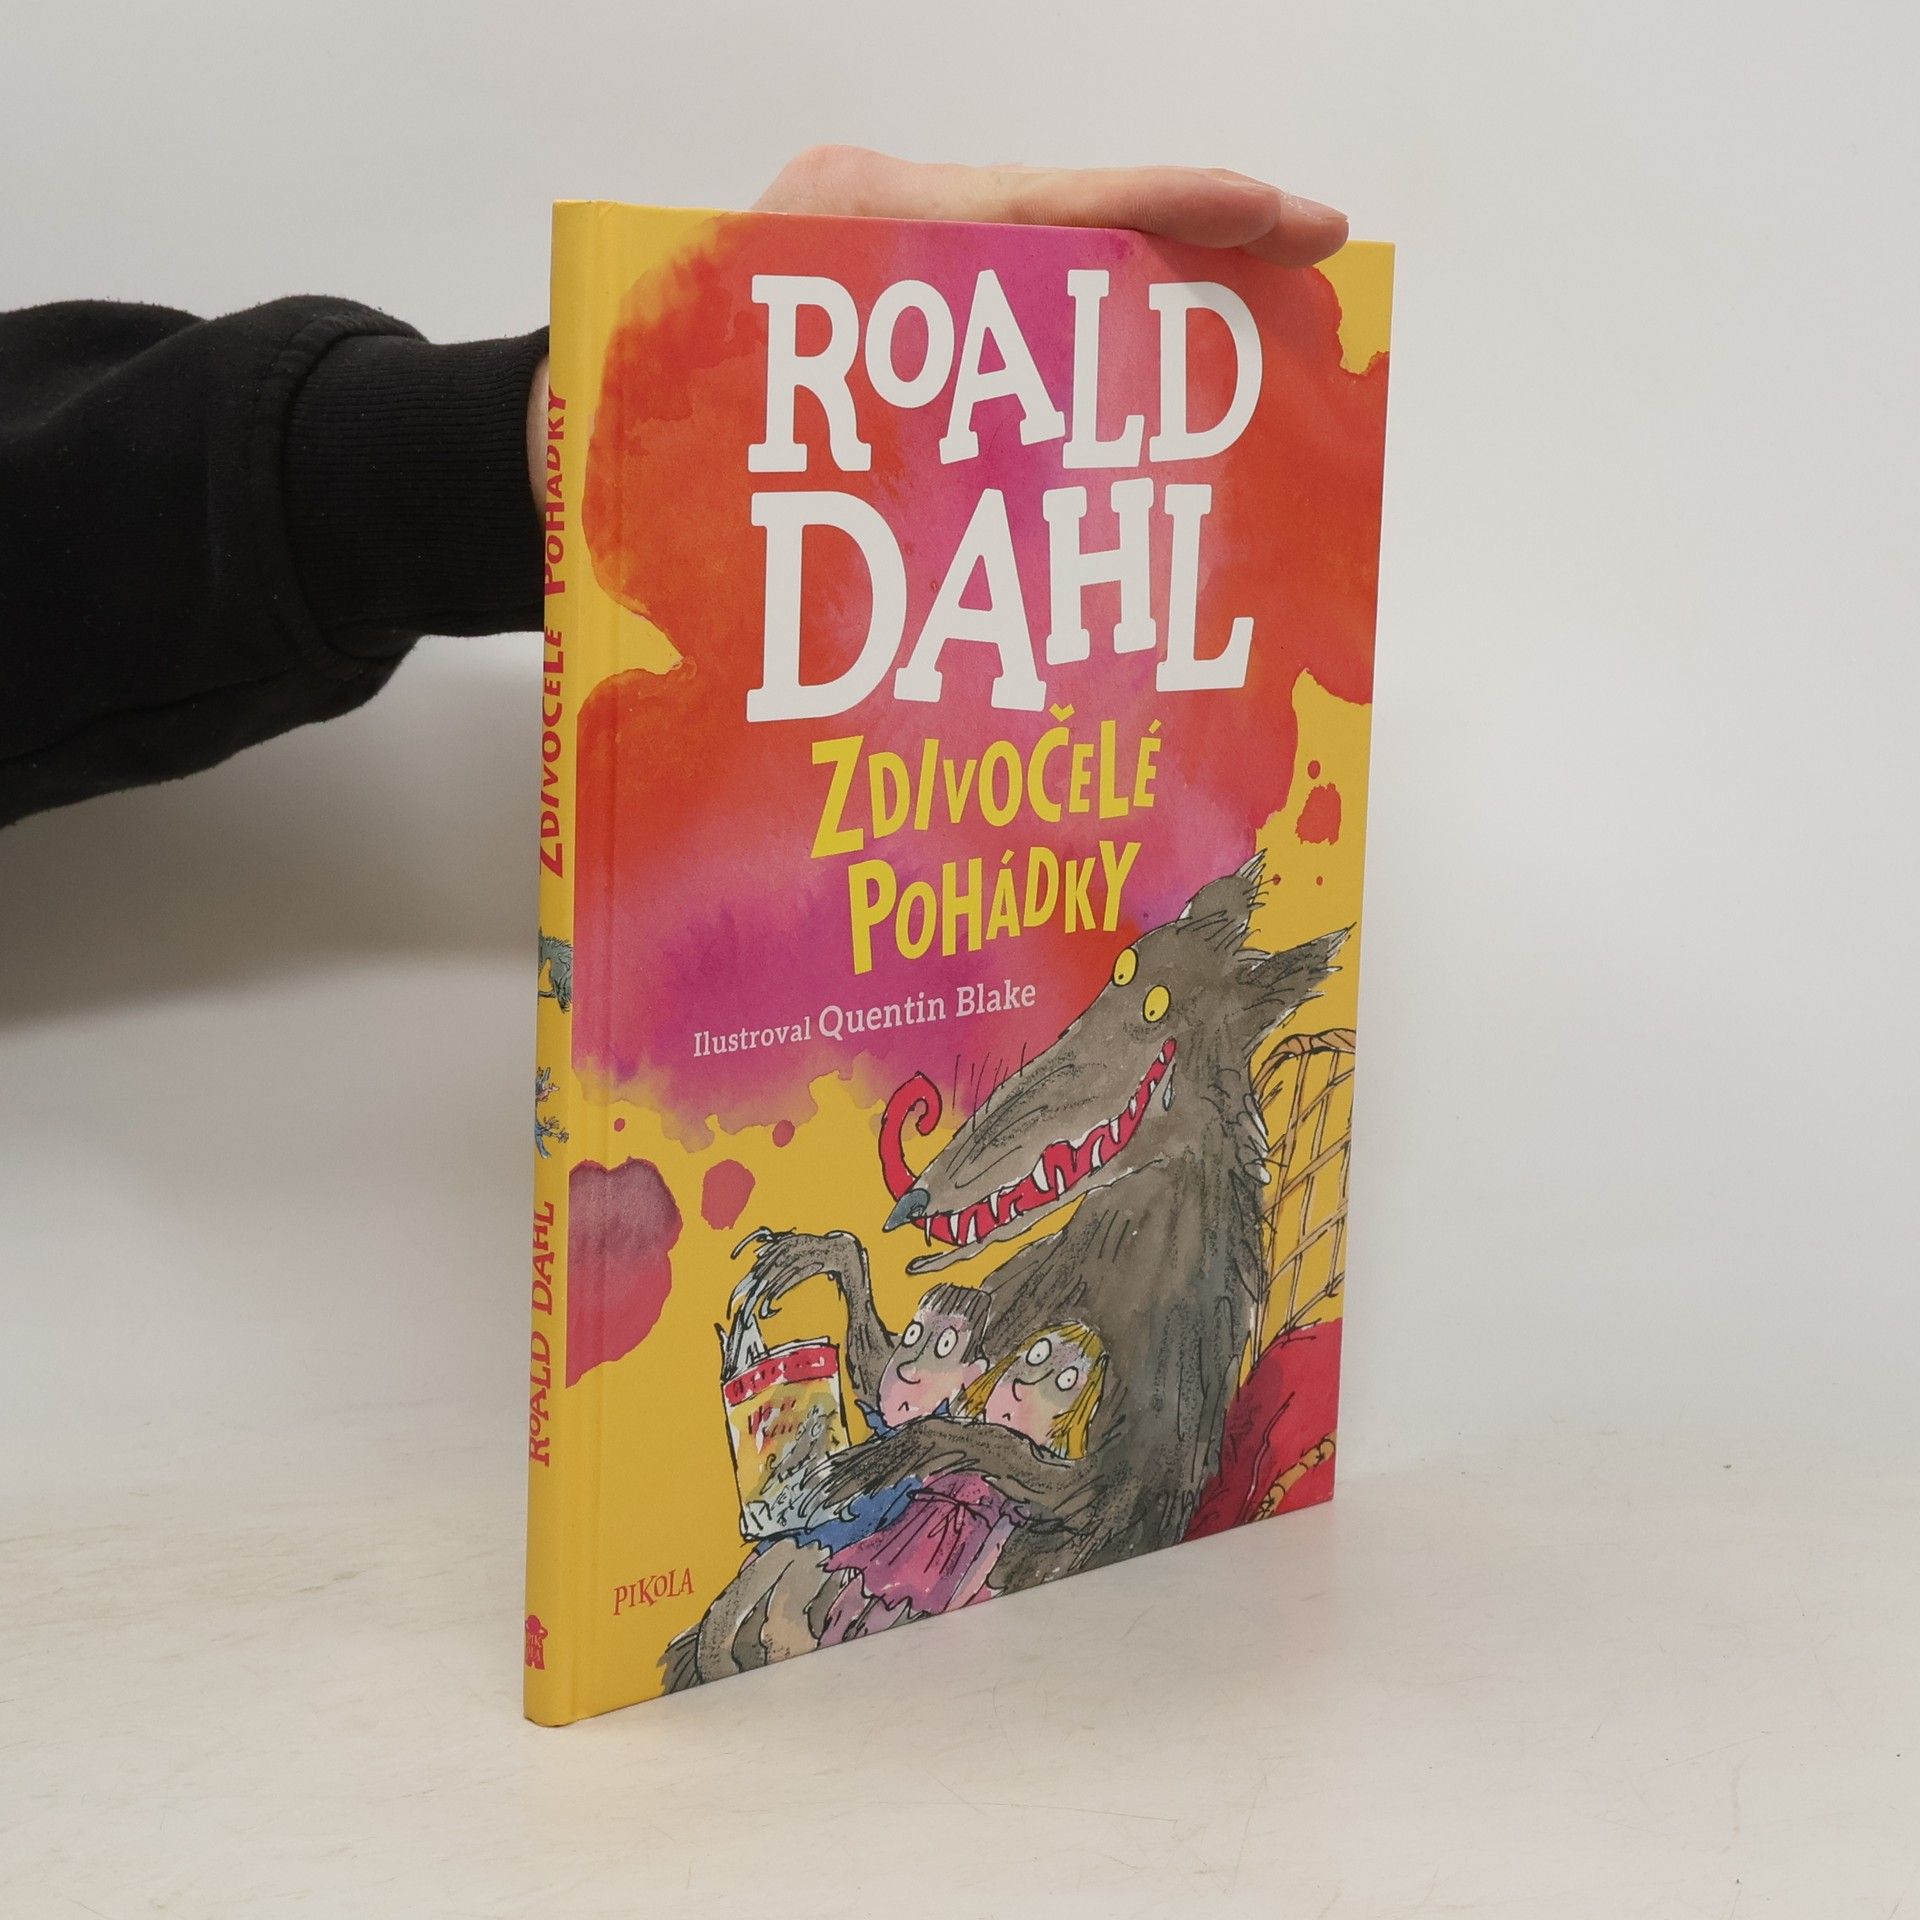 ROALD
DAHL
ZDIVOČELÉ
POHÁDKY
Ilustroval Quentin Blake
PIKOLA
ROALD DAHL ZDIVOČELÉ POHÁDKY